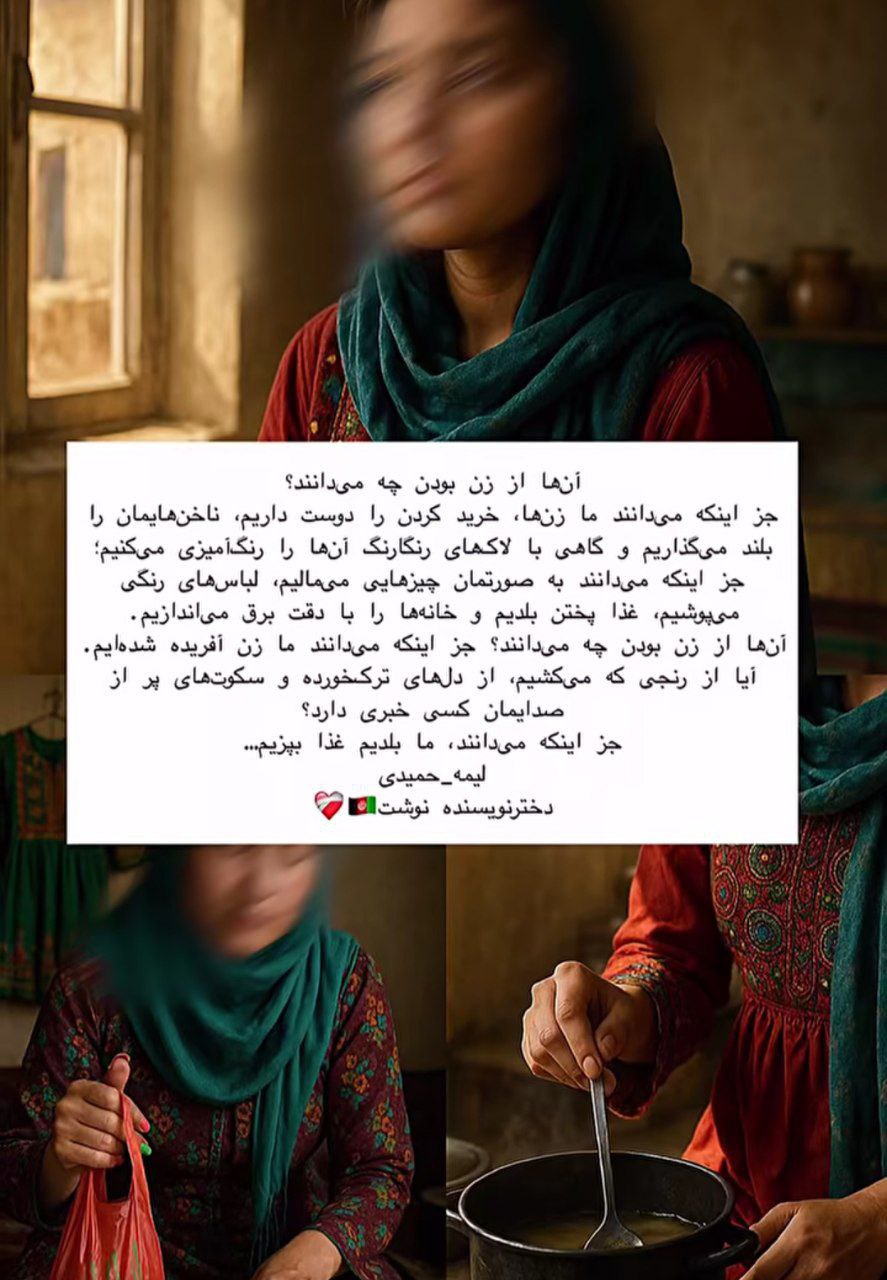 آن‌ها از زن بودن چه می‌دانند؟
جز اینکه می‌دانند ما زن‌ها، خرید کردن را دوست داریم، ناخن‌هایمان را
بلند می‌گذاریم و گاهی با لاک‌های رنگارنگ آن‌ها را رنگ‌آمیزی می‌کنیم؛
جز اینکه می‌دانند به صورتمان چیزهایی می‌مالیم، لباس‌های رنگی
می‌پوشیم، غذا پختن بلدیم و خانه‌ها را با دقت برق می‌اندازیم.
آن‌ها از زن بودن چه می‌دانند؟ جز اینکه می‌دانند ما زن آفریده شده‌ایم.
آیا از رنجی که می‌کشیم، از دل‌های ترک‌خورده و سکوت‌های پر از
صدایمان کسی خبری دارد؟
جز اینکه می‌دانند، ما بلدیم غذا بپزیم...
لیمه_حمیدی
دخترنویسنده نوشت🇦🇫❤️‍🩹